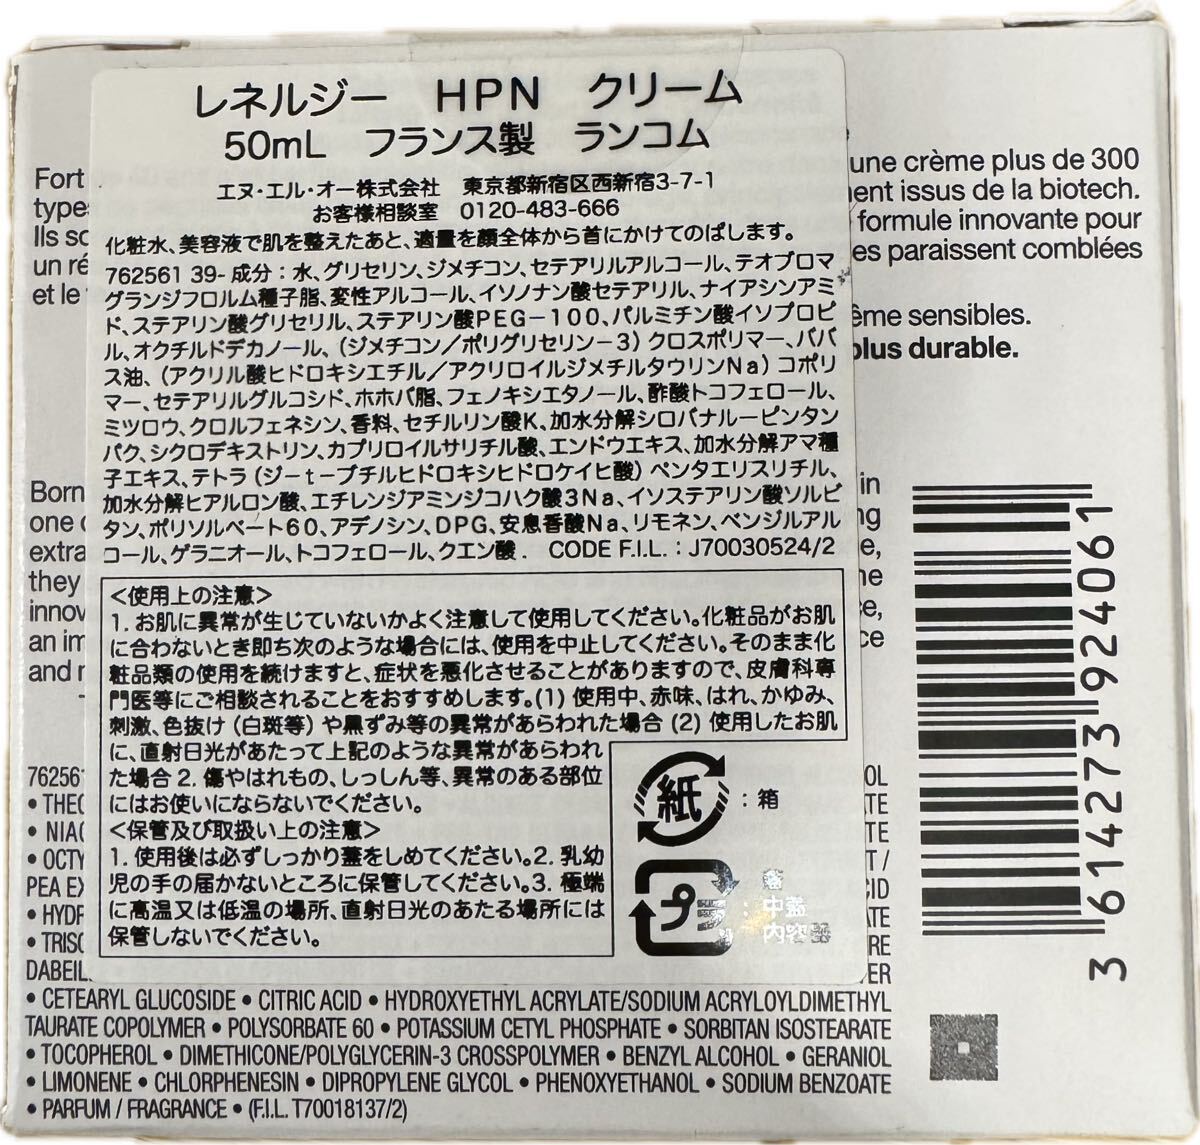 レネルジー HPN クリーム
50mL フランス製 ランコム
エヌ・エル・オー株式会社 東京都新宿区西新宿3-7-1
お客様相談室 0120-483-666
化粧水、美容液で肌を整えたあと、適量を顔全体から首にかけてのばします。
762561 39- 成分：水、グリセリン、ジメチコン、セテアリルアルコール、テオブロマ
グランジフロルム種子脂、変性アルコール、イソノナン酸セテアリル、ナイアシンアミ
ド、ステアリン酸グリセリル、ステアリン酸PEG-100、パルミチン酸イソプロピ
ル、オクチルドデカノール、（ジメチコン／ポリグリセリン-3）クロスポリマー、ババ
ス油、（アクリル酸ヒドロキシエチル／アクリロイルジメチルタウリンNa）コポリ
マー、セテアリルグルコシド、ホホバ脂、フェノキシエタノール、酢酸トコフェロール、
ミツロウ、クロルフェネシン、香料、セチルリン酸K、加水分解シロバナルーピンタン
パク、シクロデキストリン、カプリロイルサリチル酸、エンドウエキス、加水分解アマ種
子エキス、テトラ（ジーtーブチルヒドロキシヒドロケイヒ酸）ペンタエリスリチル、
加水分解ヒアルロン酸、エチレンジアミンジコハク酸3Na、イソステアリン酸ソルビ
タン、ポリソルベート60、アデノシン、DPG、安息香酸Na、リモネン、ベンジルアル
コール、ゲラニオール、トコフェロール、クエン酸． CODE F.I.L.：J70030524/2
＜使用上の注意＞
1. お肌に異常が生じていないかよく注意して使用してください。化粧品がお肌
に合わないとき即ち次のような場合には、使用を中止してください。そのまま化
粧品類の使用を続けますと、症状を悪化させることがありますので、皮膚科専
門医等にご相談されることをおすすめします。(1) 使用中、赤味、はれ、かゆみ、
刺激、色抜け（白斑等）や黒ずみ等の異常があらわれた場合 (2) 使用したお肌
に、直射日光があたって上記のような異常があらわれ
た場合 2. 傷やはれもの、しっしん等、異常のある部位
にはお使いにならないでください。
＜保管及び取扱い上の注意＞
1. 使用後は必ずしっかり蓋をしめてください。2. 乳幼
児の手の届かないところに保管してください。3. 極端
に高温又は低温の場所、直射日光のあたる場所には
保管しないでください。
紙：箱
プラ：蓋
中蓋
内容器
Fort
type
Ils so
un ré
et le
une crème plus de 300
ment issus de la biotech.
formule innovante pour
es paraissent comblées
ême sensibles.
plus durable.
Born
one
extra
they
innov
an im
and r
in
ng
e,
ne
ce,
ce
762561
• THEO
• NIAC
• OCTY
PEA EX
• HYDR
• TRISO
DABEIL
OL
ATE
ATE
T /
CID
ATE
RE
ER
• CETEARYL GLUCOSIDE • CITRIC ACID • HYDROXYETHYL ACRYLATE/SODIUM ACRYLOYLDIMETHYL
TAURATE COPOLYMER • POLYSORBATE 60 • POTASSIUM CETYL PHOSPHATE • SORBITAN ISOSTEARATE
• TOCOPHEROL • DIMETHICONE/POLYGLYCERIN-3 CROSSPOLYMER • BENZYL ALCOHOL • GERANIOL
• LIMONENE • CHLORPHENESIN • DIPROPYLENE GLYCOL • PHENOXYETHANOL • SODIUM BENZOATE
• PARFUM / FRAGRANCE • (F.I.L. T70018137/2)
3 614273 924061